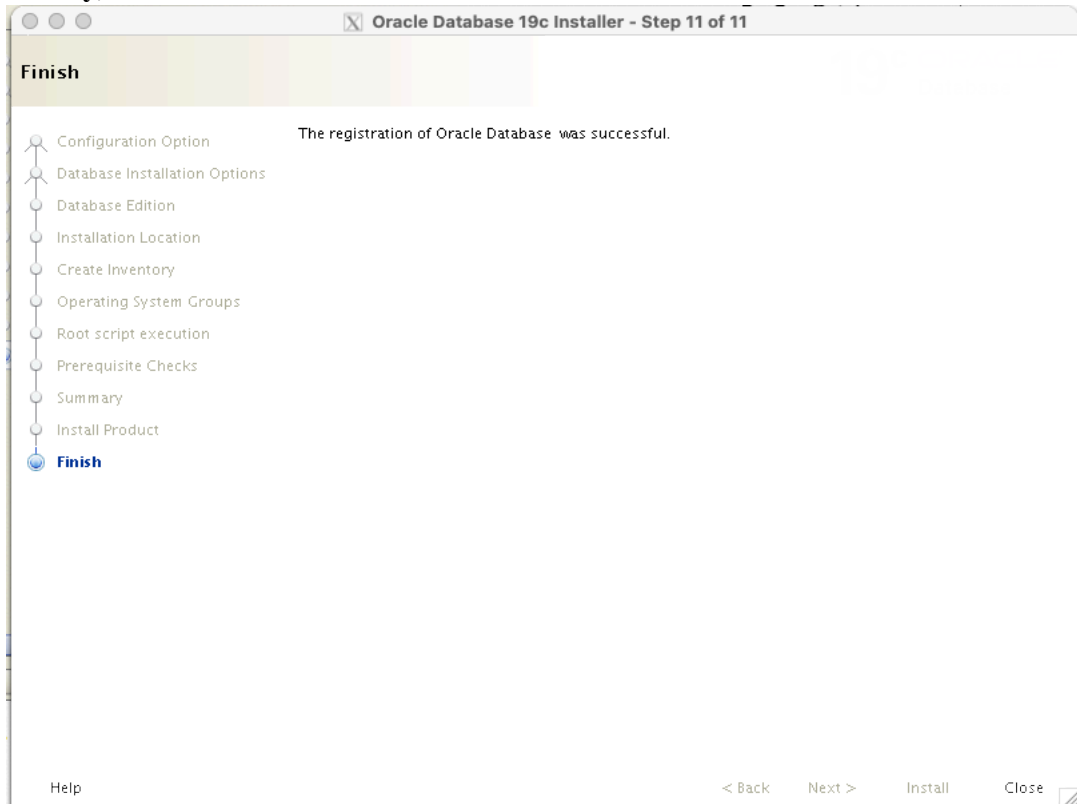 Oracle Database 19c Installer - Step 11 of 11
Finish
Configuration Option
The registration of Oracle Database was successful.
Database Installation Options
Database Edition
Installation Location
Create Inventory
Operating System Groups
Root script execution
Prerequisite Checks
Summary
Install Product
Finish
Help
< Back Next > Install Close